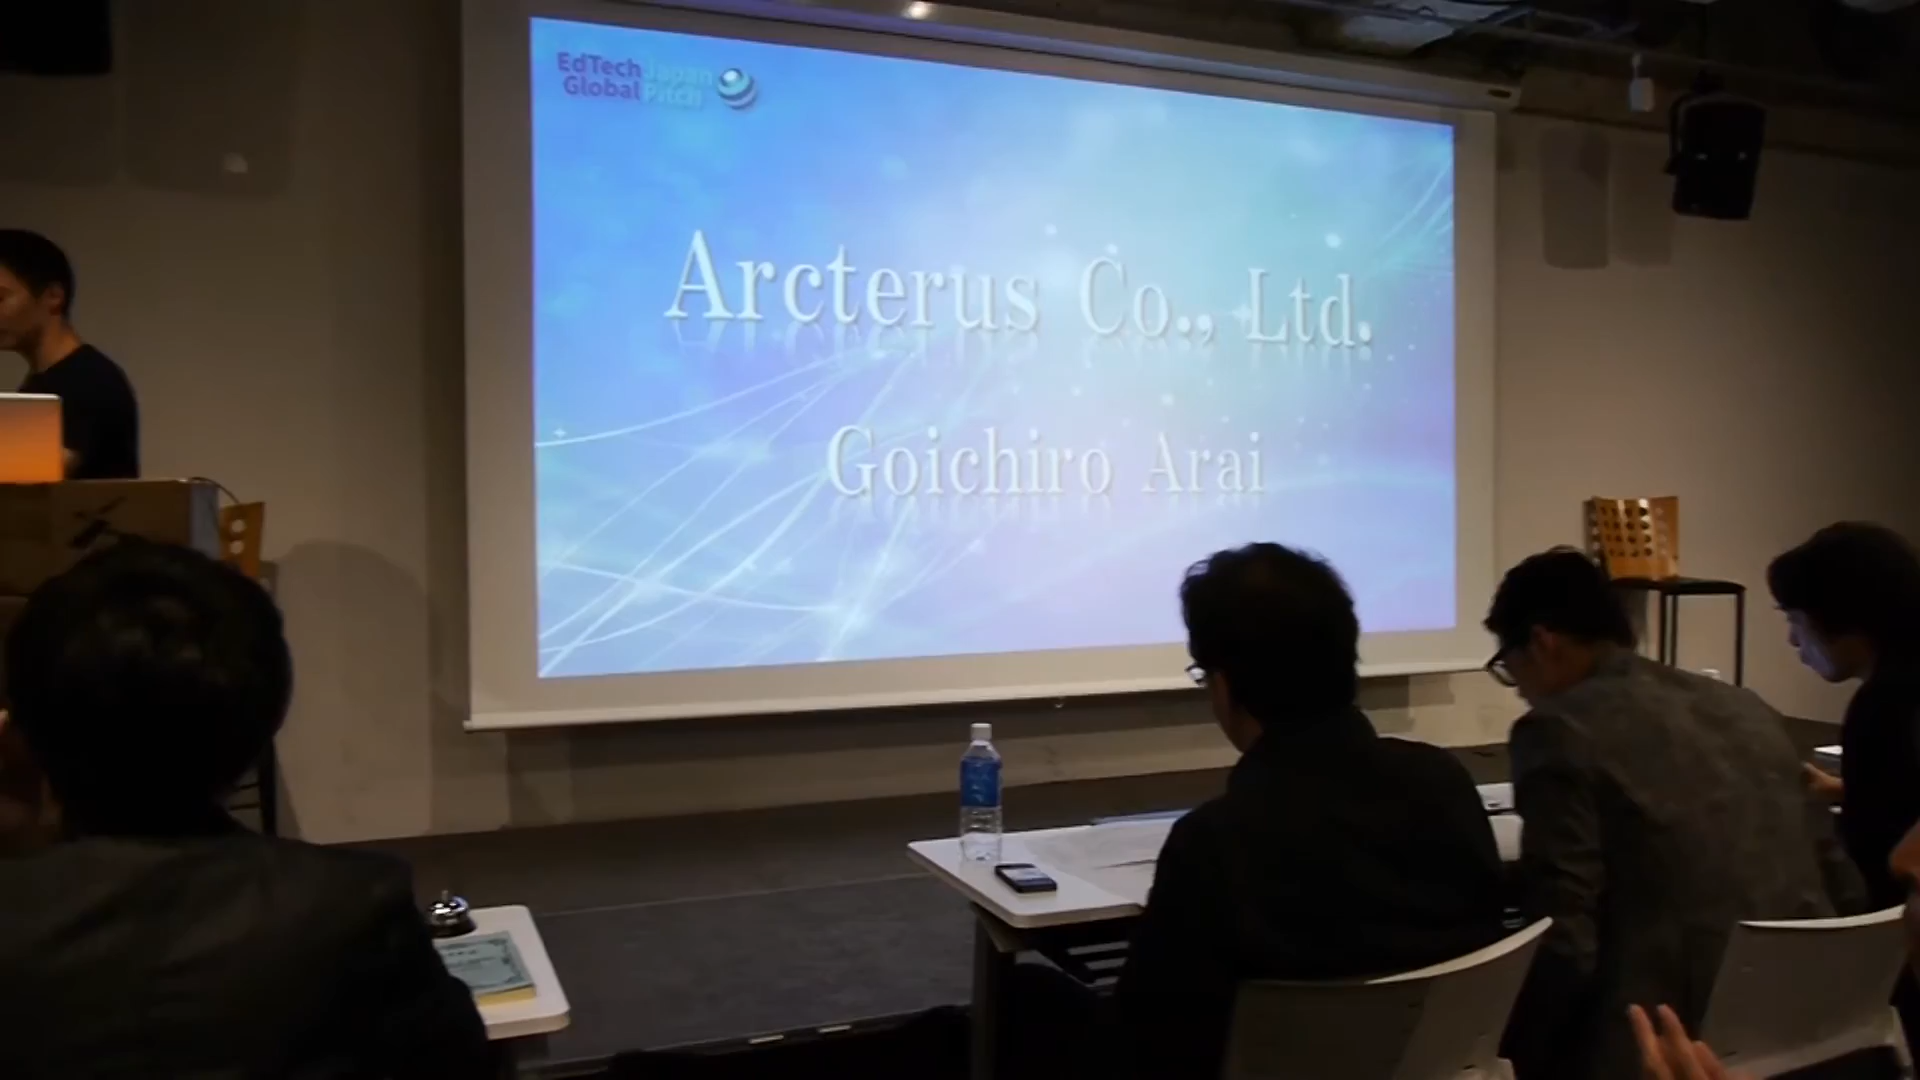 EdTech Japan
Global Pitch
Arcterus Co., Ltd.
Goichiro Arai